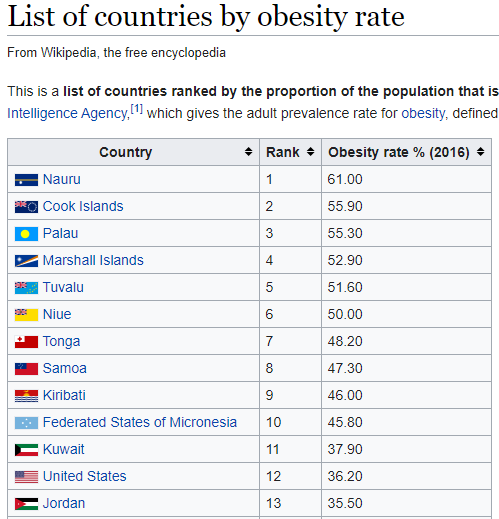 List of countries by obesity rate
From Wikipedia, the free encyclopedia
This is a list of countries ranked by the proportion of the population that is
Intelligence Agency,[1] which gives the adult prevalence rate for obesity, defined
Country Rank Obesity rate % (2016)
Nauru 1 61.00
Cook Islands 2 55.90
Palau 3 55.30
Marshall Islands 4 52.90
Tuvalu 5 51.60
Niue 6 50.00
Tonga 7 48.20
Samoa 8 47.30
Kiribati 9 46.00
Federated States of Micronesia 10 45.80
Kuwait 11 37.90
United States 12 36.20
Jordan 13 35.50